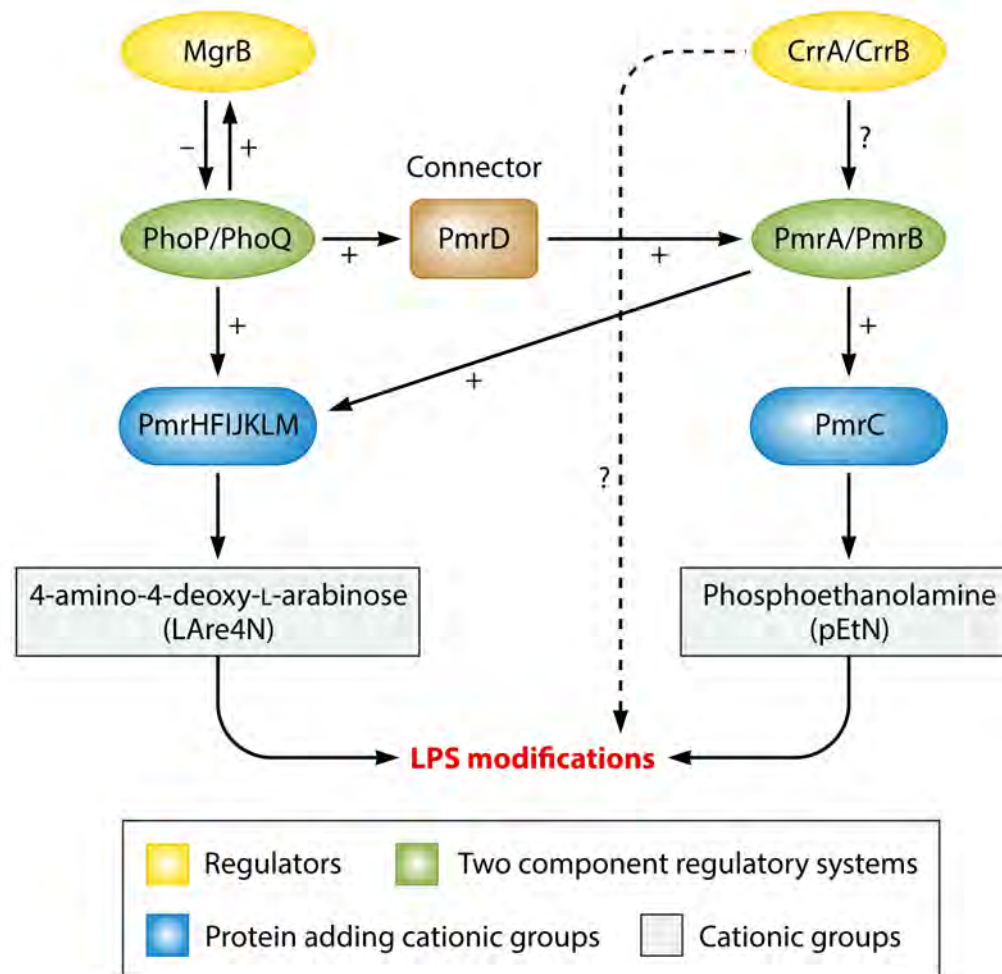 MgrB
CrrA/CrrB
–
+
?
Connector
PhoP/PhoQ
+
PmrD
+
PmrA/PmrB
+
+
+
PmrHFIJKLM
PmrC
?
4-amino-4-deoxy-L-arabinose
(LAre4N)
Phosphoethanolamine
(pEtN)
LPS modifications
Regulators
Two component regulatory systems
Protein adding cationic groups
Cationic groups